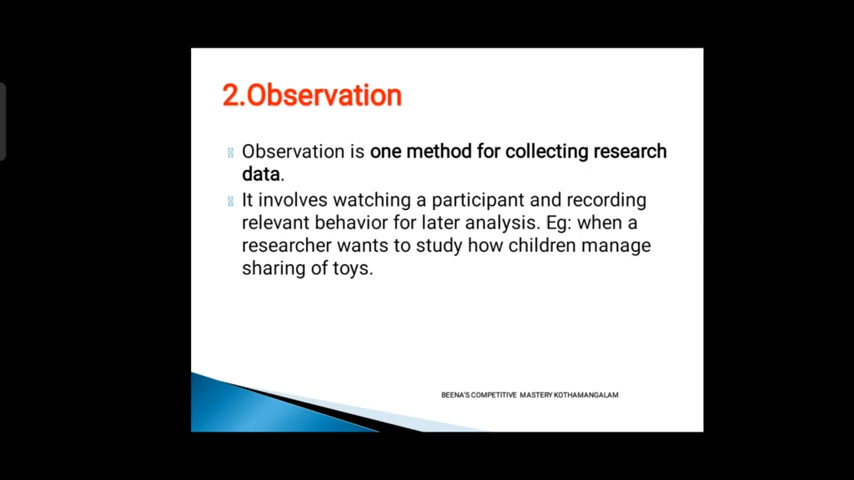 2.Observation
Observation is one method for collecting research
data.
It involves watching a participant and recording
relevant behavior for later analysis. Eg: when a
researcher wants to study how children manage
sharing of toys.
BEENA'S COMPETITIVE MASTERY KOTHAMANGALAM